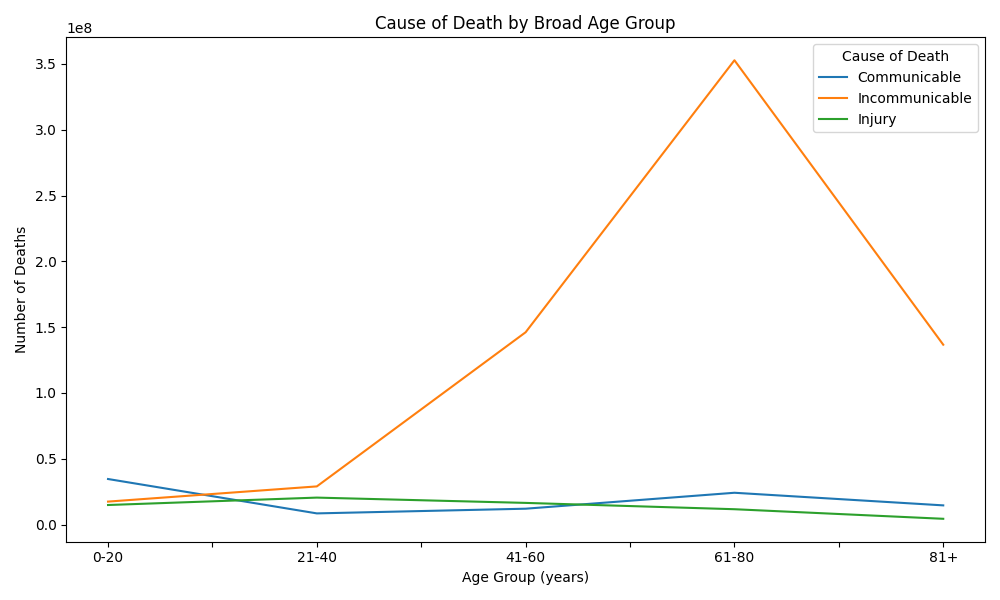 Cause of Death by Broad Age Group
1e8
3.5
3.0
2.5
2.0
1.5
1.0
0.5
0.0
Number of Deaths
Cause of Death
Communicable
Incommunicable
Injury
0-20 21-40 41-60 61-80 81+
Age Group (years)